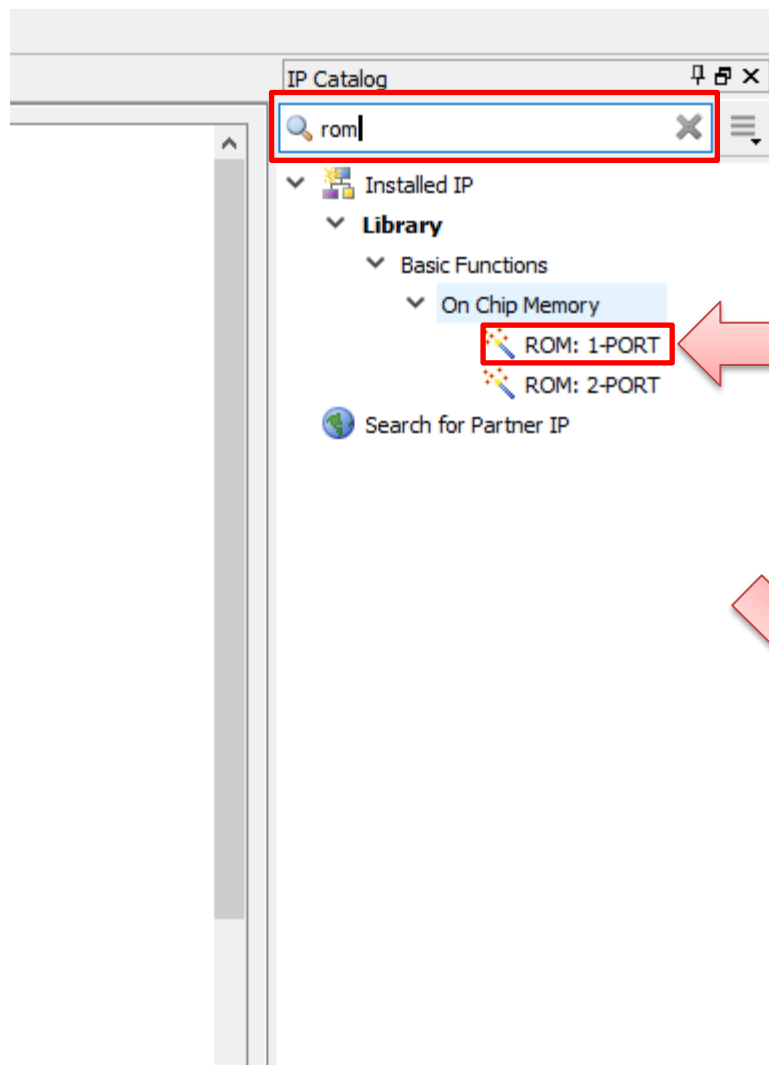 IP Catalog
rom
Installed IP
Library
Basic Functions
On Chip Memory
ROM: 1-PORT
ROM: 2-PORT
Search for Partner IP